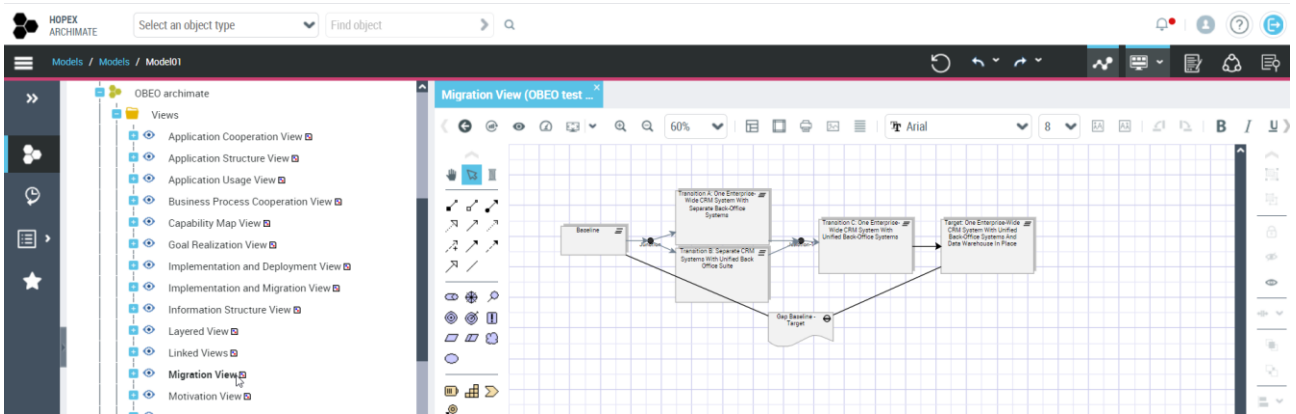 HOPEX
ARCHIMATE
Select an object type
Find object
Models / Models / Model01
OBEO archimate
Views
Application Cooperation View
Application Structure View
Application Usage View
Business Process Cooperation View
Capability Map View
Goal Realization View
Implementation and Deployment View
Implementation and Migration View
Information Structure View
Layered View
Linked Views
Migration View
Motivation View
Migration View (OBEO test ...
60%
Arial
8
B I U
Baseline
Transition A: One Enterprise-
Wide CRM System With
Separate Back-Office
Systems
Transition B: Separate CRM
Systems With Unified Back
Office Suite
Transition C: One Enterprise-
Wide CRM System With
Unified Back-Office Systems
Target: One Enterprise-Wide
CRM System With Unified
Back-Office Systems And
Data Warehouse In Place
Gap Baseline-
Target